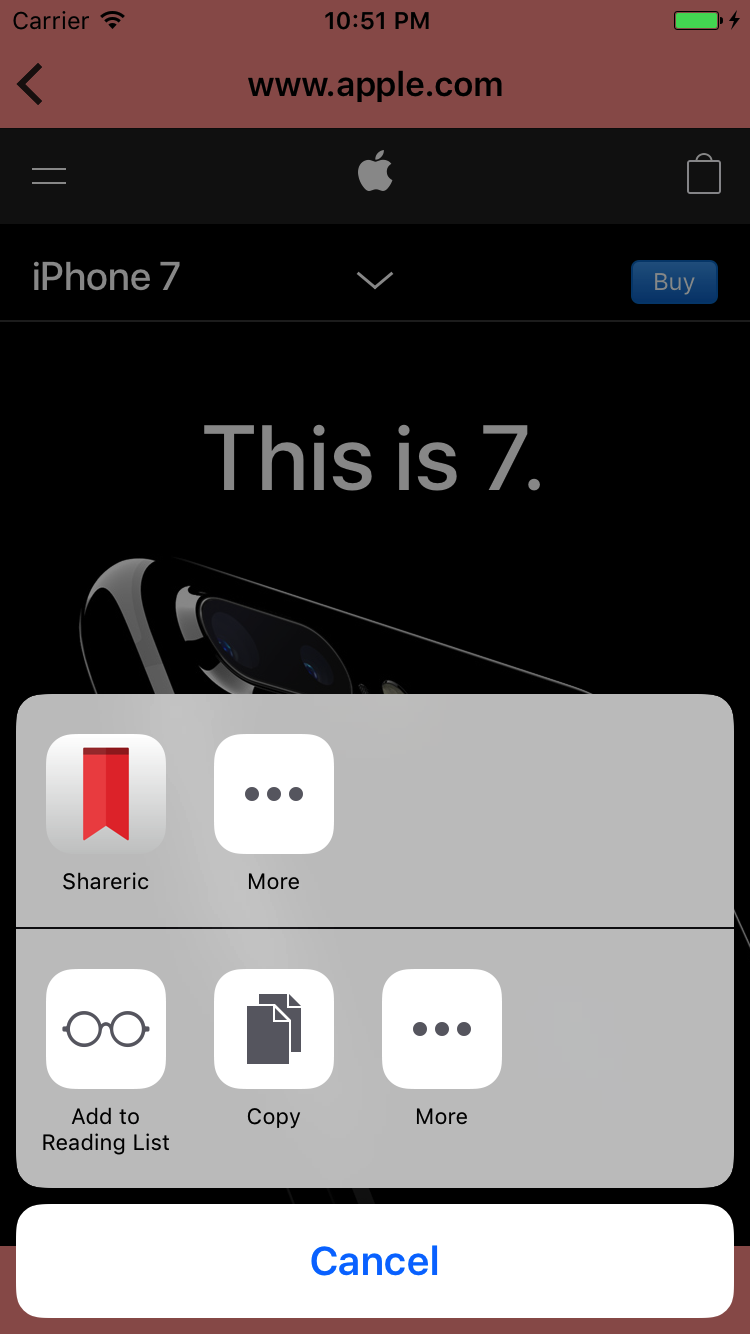 Carrier 10:51 PM
www.apple.com
iPhone 7 Buy
This is 7.
Shareric More
Add to Copy More
Reading List
Cancel